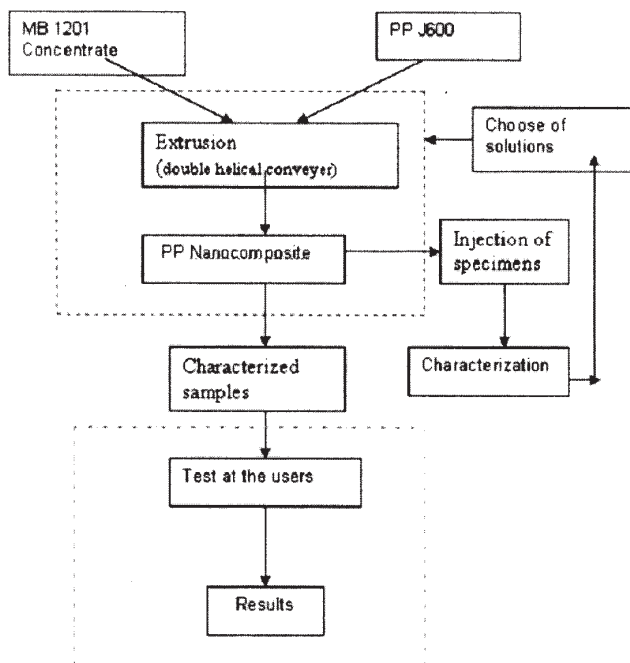 MB 1201
Concentrate
PP J600
Extrusion
(double helical conveyer)
Choose of
solutions
PP Nanocomposite
Injection of
specimens
Characterized
samples
Characterization
Test at the users
Results